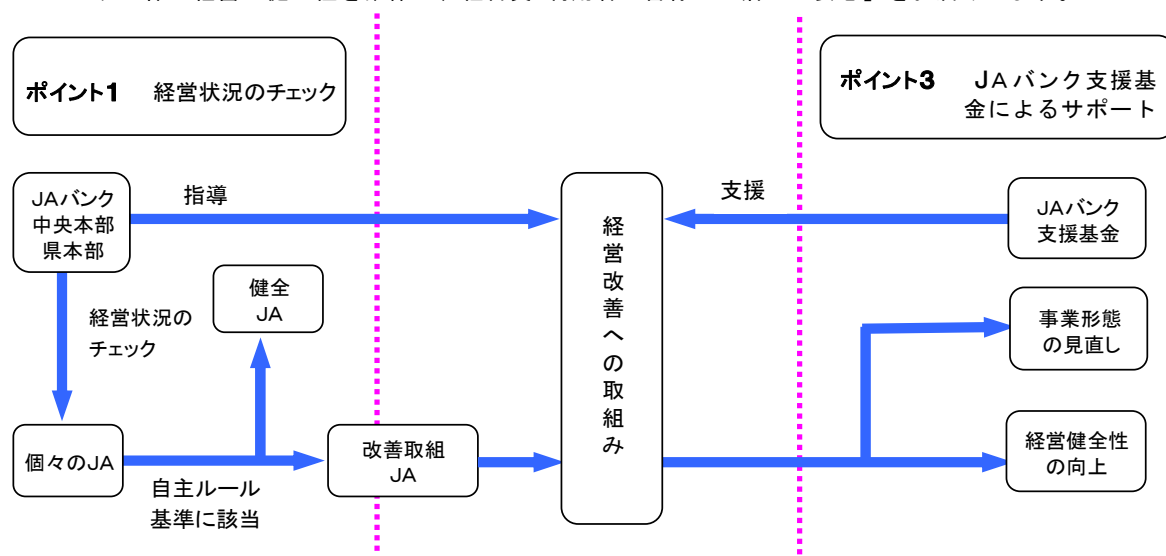 ポイント1 経営状況のチェック
ポイント3 JAバンク支援基
金によるサポート
JAバンク
中央本部
県本部
指導
経営改善への取組み
支援
JAバンク
支援基金
健全
JA
経営状況の
チェック
事業形態
の見直し
個々のJA
自主ルール
基準に該当
改善取組
JA
経営健全性
の向上